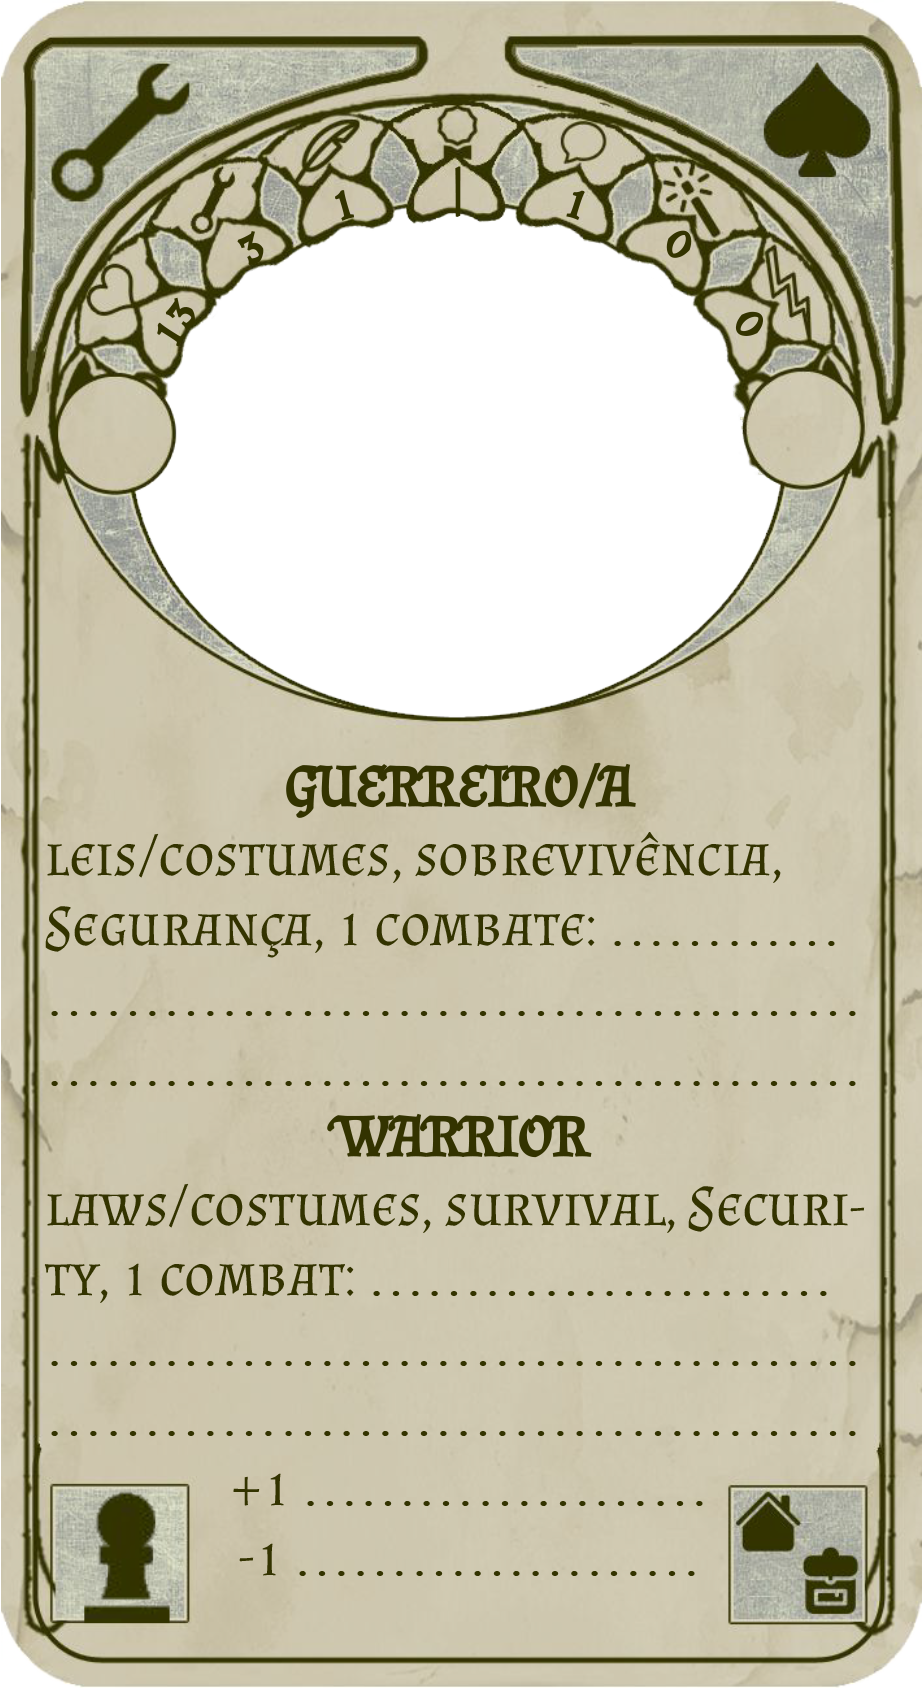 13
3
1
|
1
0
0
GUERREIRO/A
LEIS/COSTUMES, SOBREVIVÊNCIA,
SEGURANÇA, 1 COMBATE: ............
..........................................
..........................................
WARRIOR
LAWS/COSTUMES, SURVIVAL, SECURI-
TY, 1 COMBAT: ........................
..........................................
..........................................
+1 .....................
-1 .....................